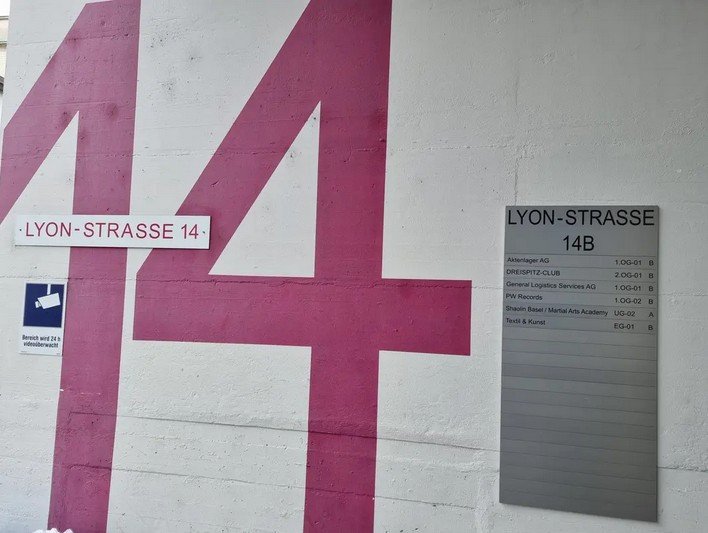 14
LYON-STRASSE 14
Bereich wird 24 h
videoüberwacht
LYON-STRASSE
14B
Aktenlager AG 1.OG-01 B
DREISPITZ-CLUB 2.OG-01 B
General Logistics Services AG 1.OG-01 B
PW Records 1.OG-02 B
Shaolin Basel / Martial Arts Academy UG-02 A
Textil & Kunst EG-01 B